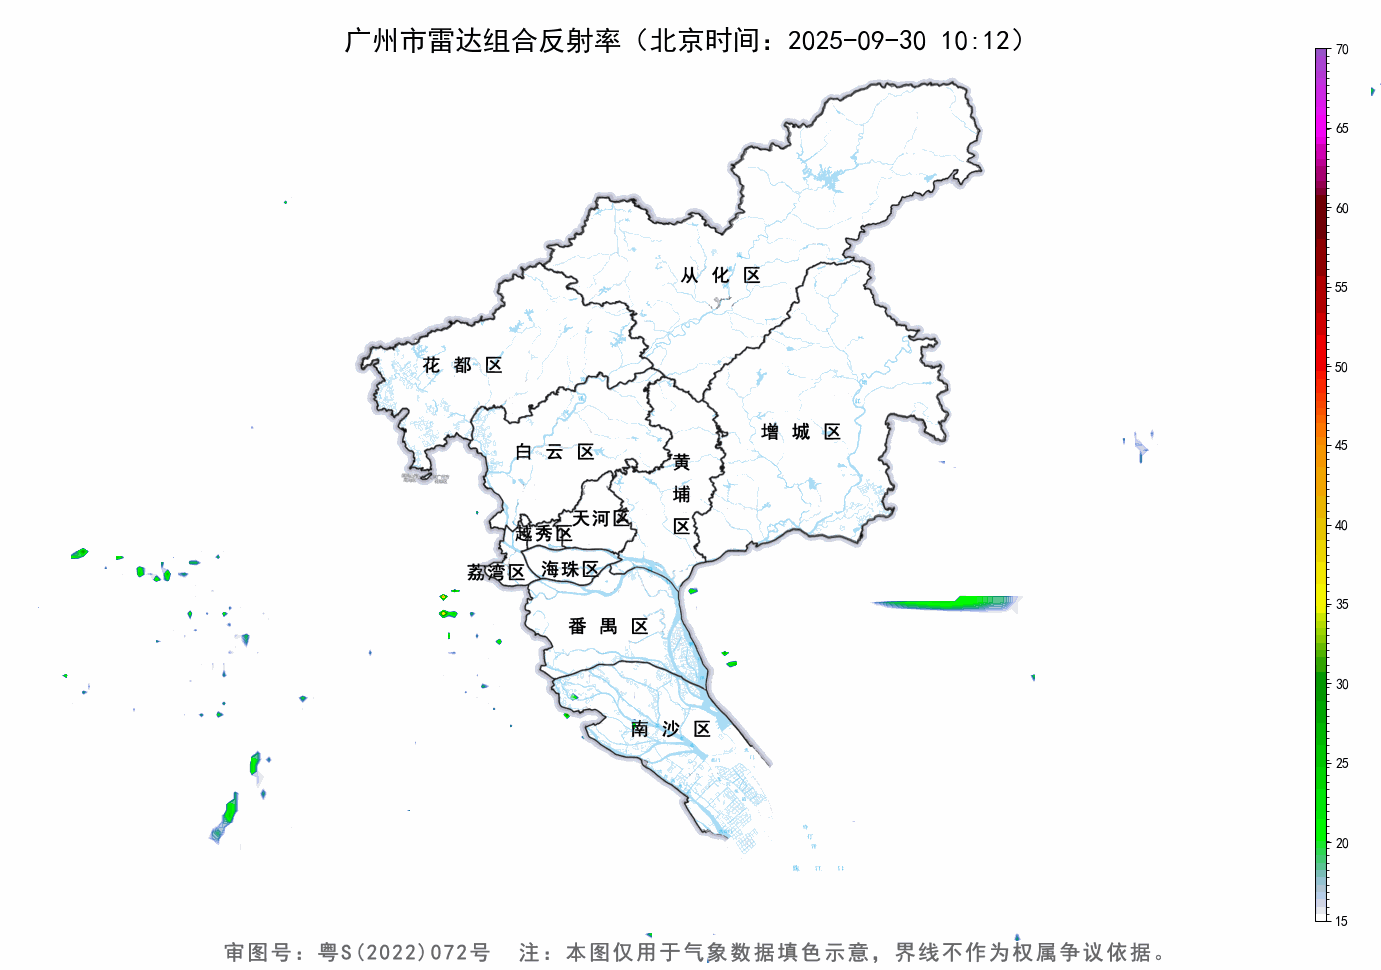 广州市雷达组合反射率（北京时间：2025-09-30 10:12）
70
65
60
55
50
45
40
35
30
25
20
15
从化区
花都区
增城区
白云区
黄埔区
天河区
越秀区
海珠区
荔湾区
番禺区
南沙区
审图号：粤S(2022)072号 注：本图仅用于气象数据填色示意，界线不作为权属争议依据。